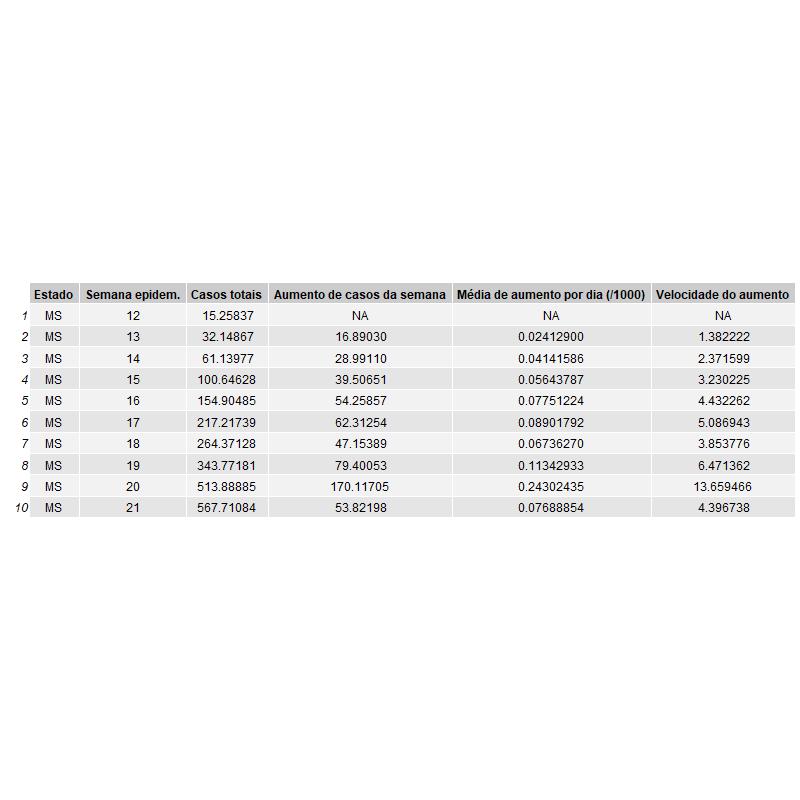 Estado Semana epidem. Casos totais Aumento de casos da semana Média de aumento por dia (/1000) Velocidade do aumento
1 MS 12 15.25837 NA NA NA
2 MS 13 32.14867 16.89030 0.02412900 1.382222
3 MS 14 61.13977 28.99110 0.04141586 2.371599
4 MS 15 100.64628 39.50651 0.05643787 3.230225
5 MS 16 154.90485 54.25857 0.07751224 4.432262
6 MS 17 217.21739 62.31254 0.08901792 5.086943
7 MS 18 264.37128 47.15389 0.06736270 3.853776
8 MS 19 343.77181 79.40053 0.11342933 6.471362
9 MS 20 513.88885 170.11705 0.24302435 13.659466
10 MS 21 567.71084 53.82198 0.07688854 4.396738